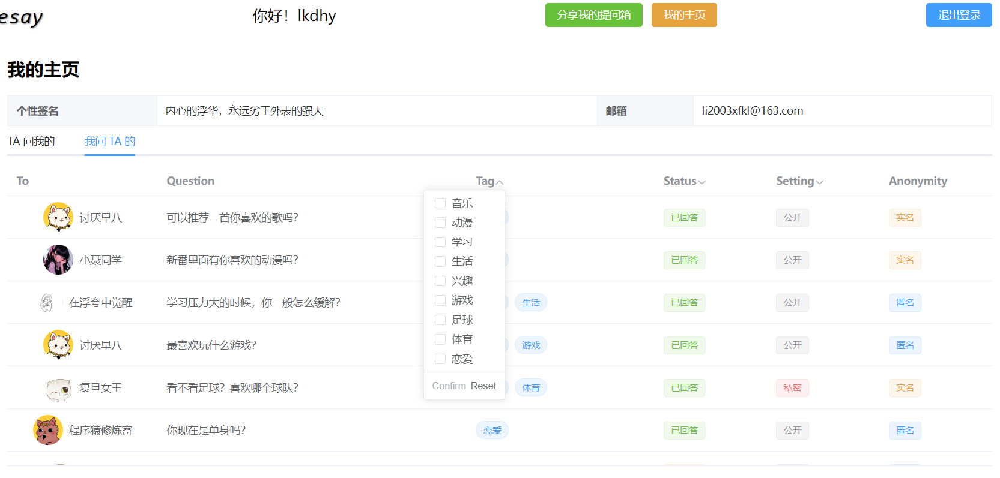 esay 你好！lkdhy 分享我的提问箱 我的主页 退出登录
我的主页
个性签名 内心的浮华，永远劣于外表的强大 邮箱 li2003xfkl@163.com
TA 问我的 我问 TA 的
To Question Tag Status Setting Anonymity
讨厌早八 可以推荐一首你喜欢的歌吗？ 已回答 公开 实名
小聂同学 新番里面有你喜欢的动漫吗？ 已回答 公开 实名
在浮夸中觉醒 学习压力大的时候，你一般怎么缓解？ 生活 已回答 公开 匿名
讨厌早八 最喜欢玩什么游戏？ 游戏 已回答 公开 匿名
复旦女王 看不看足球？喜欢哪个球队？ 体育 已回答 私密 实名
程序猿修炼寄 你现在是单身吗？ 恋爱 已回答 公开 匿名
音乐
动漫
学习
生活
兴趣
游戏
足球
体育
恋爱
Confirm Reset